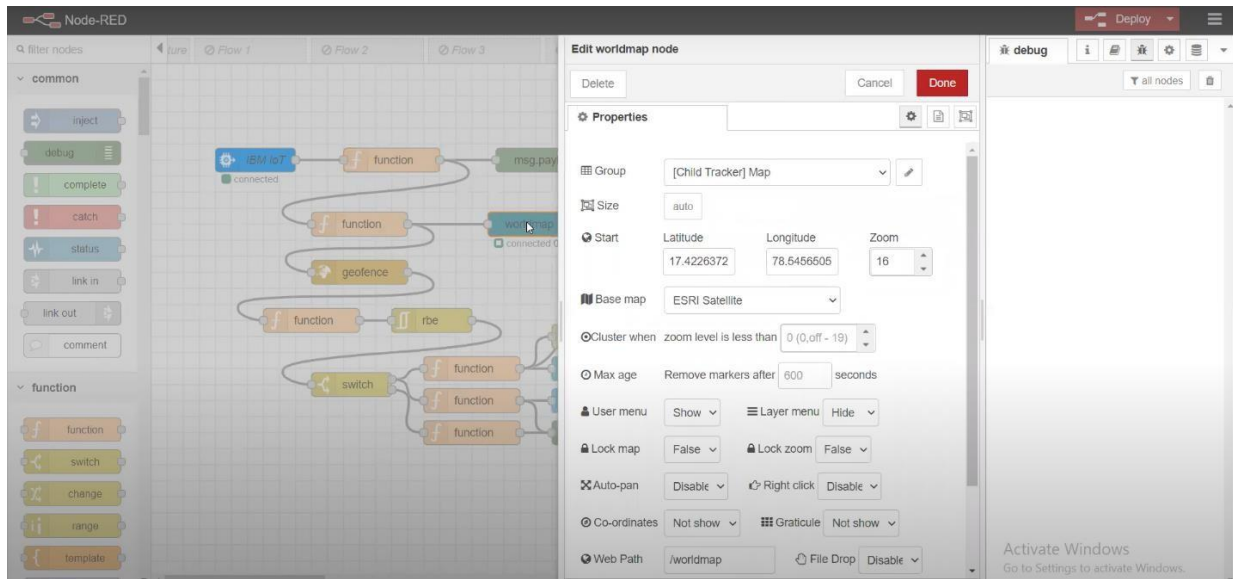 Node-RED
Deploy
filter nodes
common
inject
debug
complete
catch
status
link in
link out
comment
function
function
switch
change
range
template
Flow 1
Flow 2
Flow 3
IBM IoT
connected
function
msg.pay
function
worldmap
connected
geofence
function
rbe
switch
function
function
function
Edit worldmap node
Delete
Cancel
Done
Properties
Group
[Child Tracker] Map
Size
auto
Start
Latitude
Longitude
Zoom
17.4226372
78.5456505
16
Base map
ESRI Satellite
Cluster when zoom level is less than 0 (0,off - 19)
Max age Remove markers after 600 seconds
User menu Show Layer menu Hide
Lock map False Lock zoom False
Auto-pan Disable Right click Disable
Co-ordinates Not show Graticule Not show
Web Path /worldmap File Drop Disable
debug
all nodes
Activate Windows
Go to Settings to activate Windows.